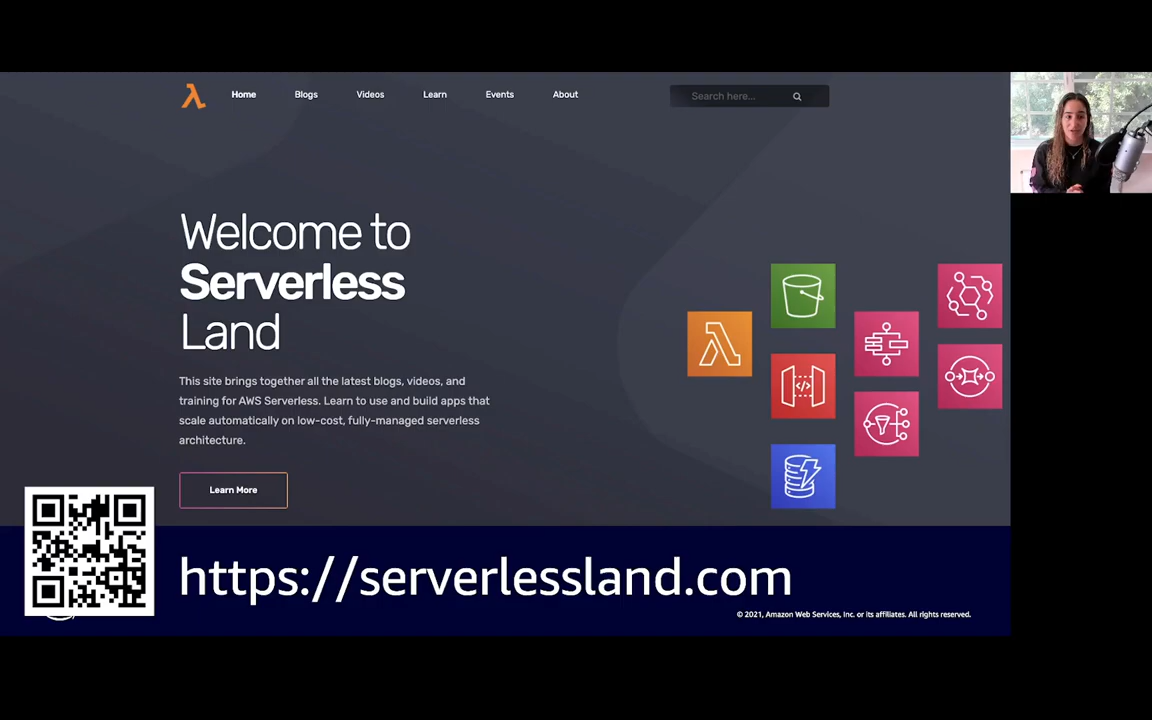 Home Blogs Videos Learn Events About Search here...
Welcome to
Serverless
Land
This site brings together all the latest blogs, videos, and
training for AWS Serverless. Learn to use and build apps that
scale automatically on low-cost, fully-managed serverless
architecture.
Learn More
https://serverlessland.com
© 2021, Amazon Web Services, Inc. or its affiliates. All rights reserved.